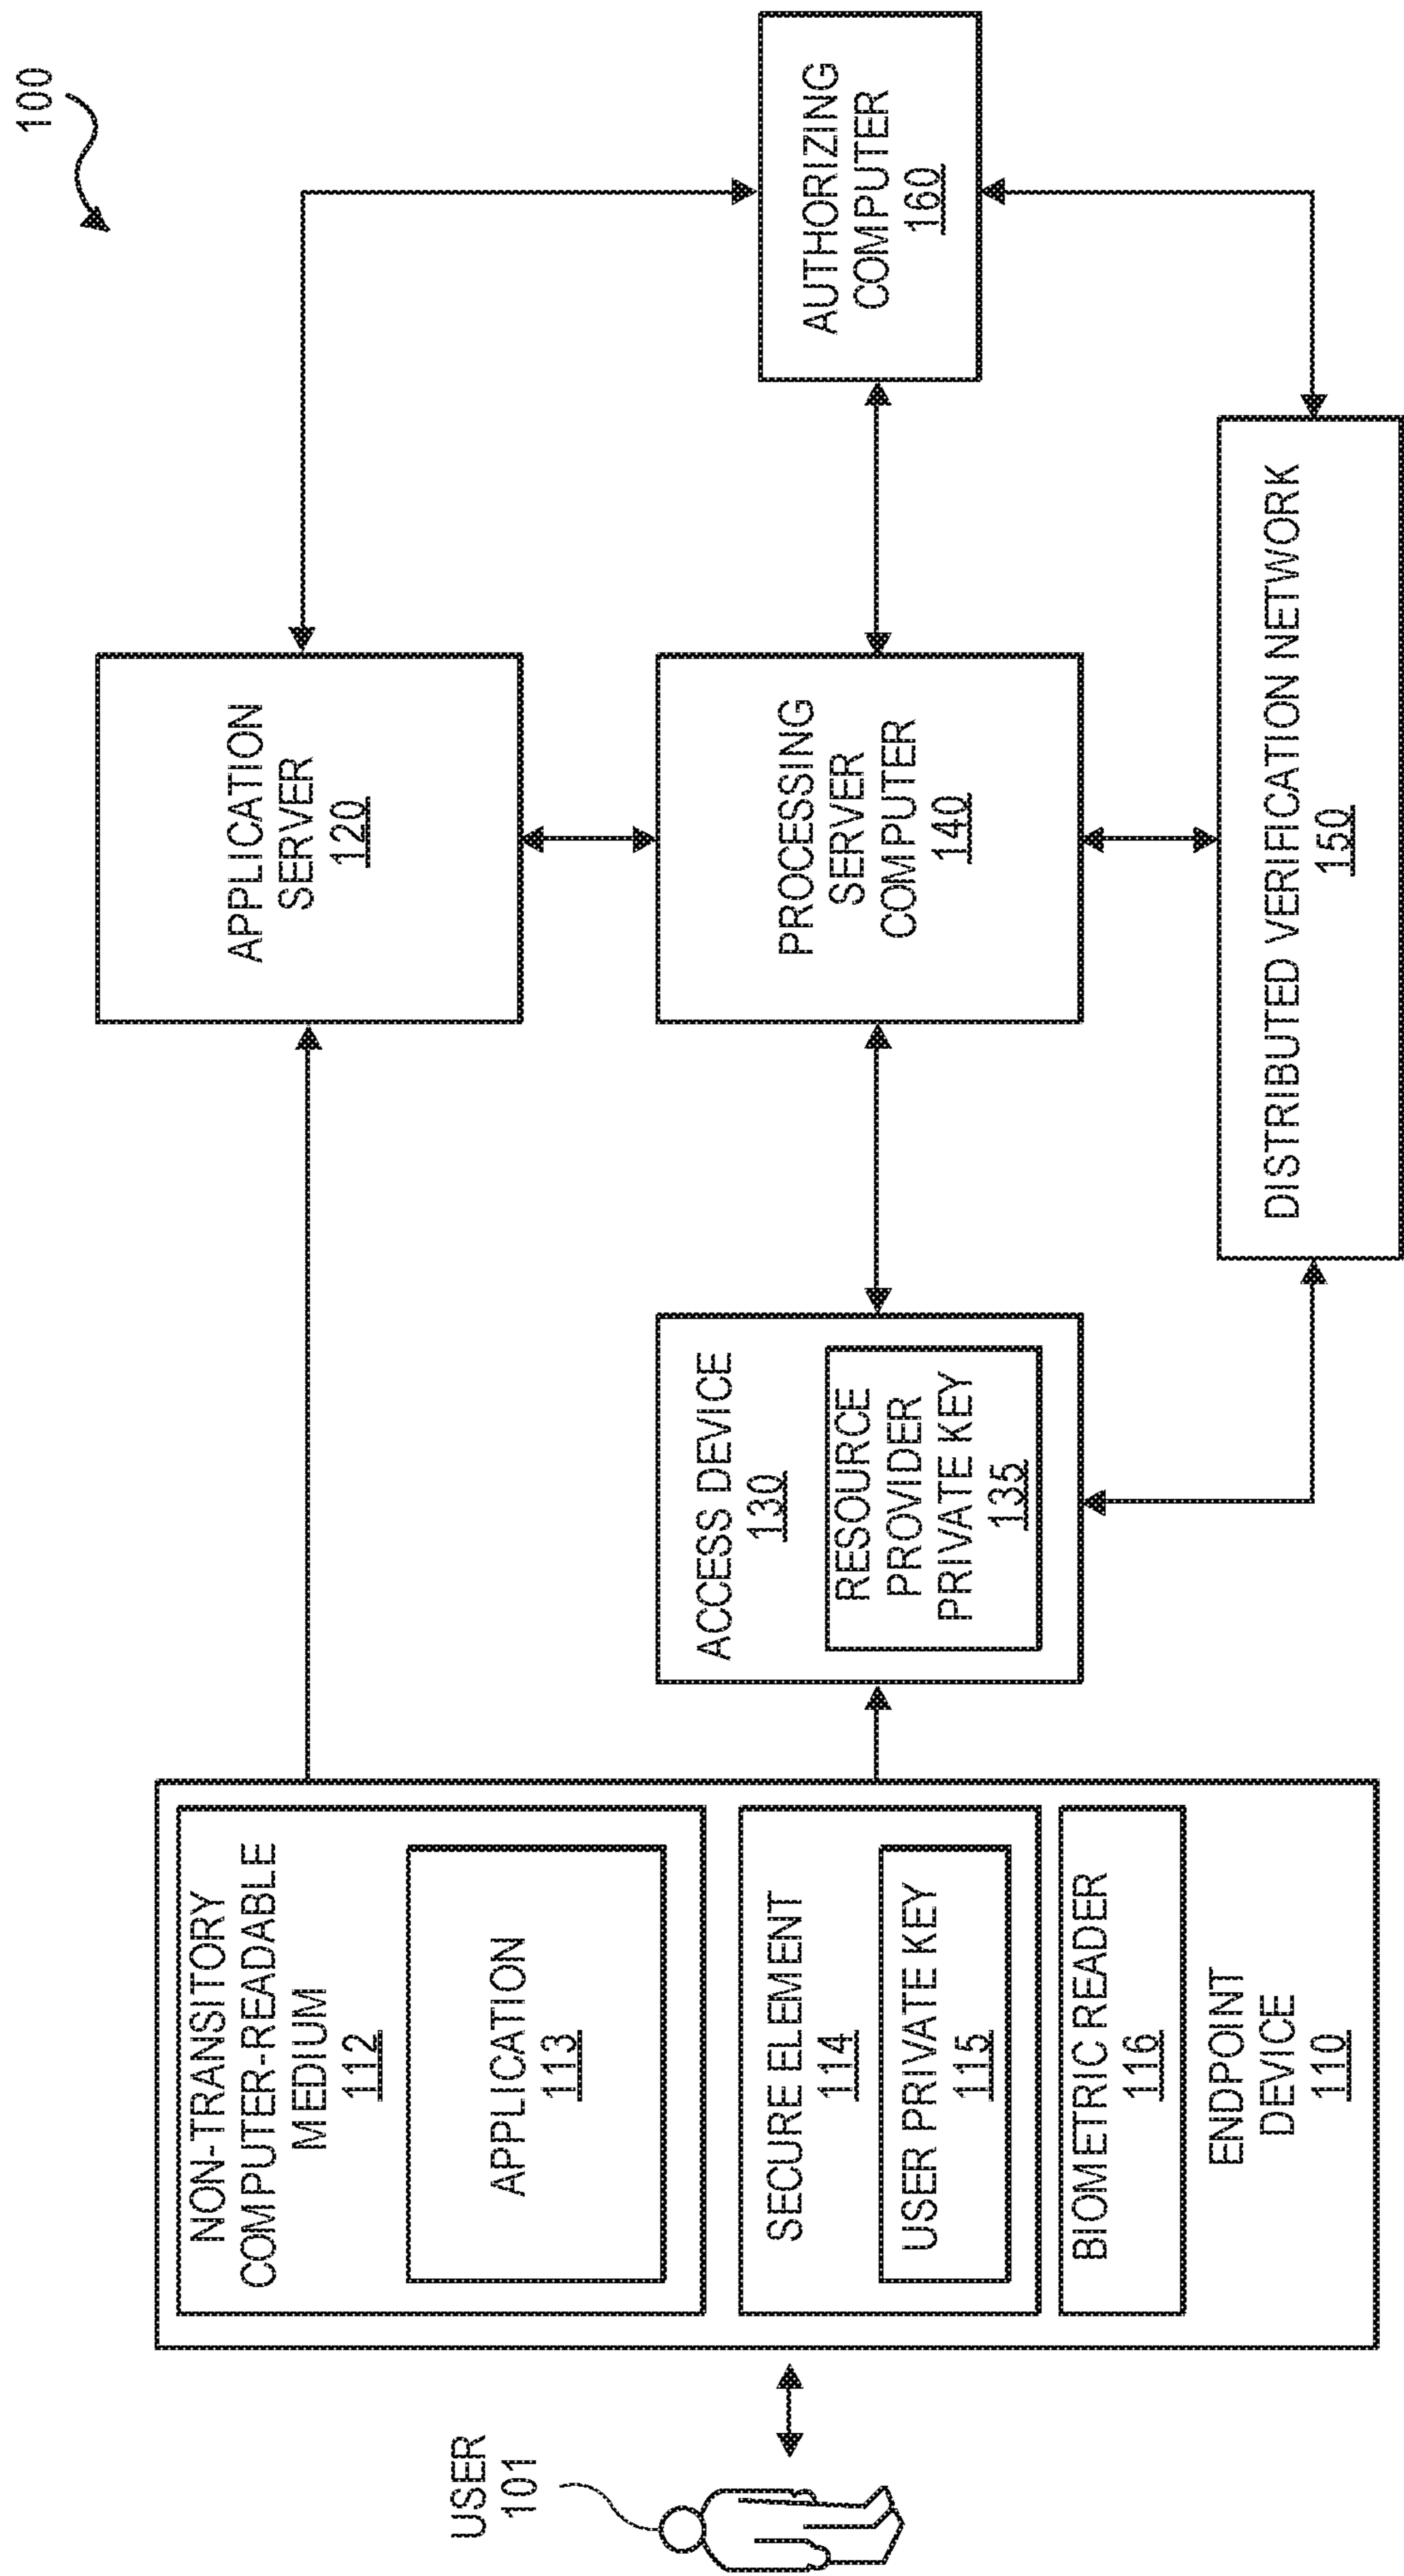 100
USER
101
NON-TRANSITORY
COMPUTER-READABLE
MEDIUM
112
APPLICATION
113
SECURE ELEMENT
114
USER PRIVATE KEY
115
BIOMETRIC READER
116
ENDPOINT
DEVICE
110
ACCESS DEVICE
130
RESOURCE
PROVIDER
PRIVATE KEY
135
APPLICATION
SERVER
120
PROCESSING
SERVER
COMPUTER
140
DISTRIBUTED VERIFICATION NETWORK
150
AUTHORIZING
COMPUTER
160